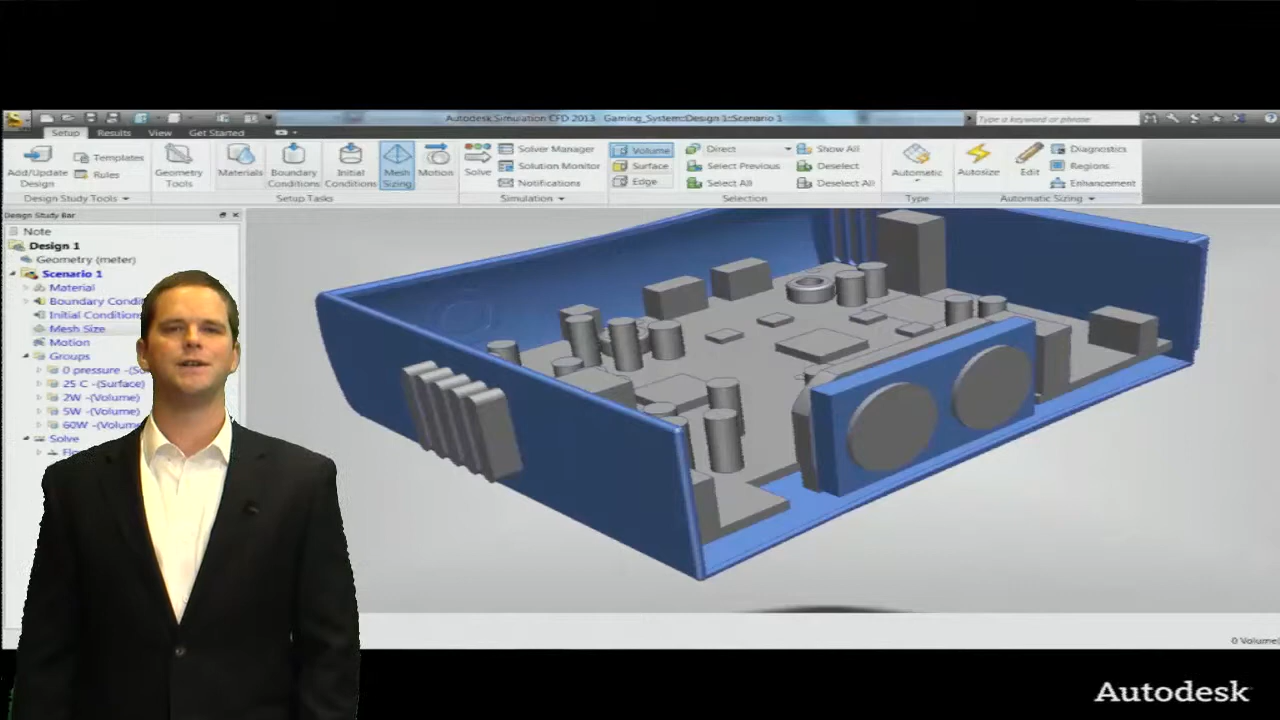 Autodesk Simulation CFD 2013 Gaming_System::Design 1::Scenario 1
Type a keyword or phrase
Setup Results View Get Started
Add/Update Design
Templates
Rules
Geometry Tools
Materials
Boundary Conditions
Initial Conditions
Mesh Sizing
Motion
Solve
Solver Manager
Solution Monitor
Notifications
Volume
Surface
Edge
Direct
Select Previous
Select All
Show All
Deselect
Deselect All
Automatic
Autosize
Edit
Diagnostics
Regions
Enhancement
Design Study Tools Setup Tasks Simulation Selection Type Automatic Sizing
Design Study Bar
Note
Design 1
Geometry (meter)
Scenario 1
Material
Boundary Condi
Initial Conditions
Mesh Size
Motion
Groups
0 pressure -(S
25 C -(Surface)
2W -(Volume)
5W -(Volume)
60W -(Volume
Solve
0 Volume(
Autodesk